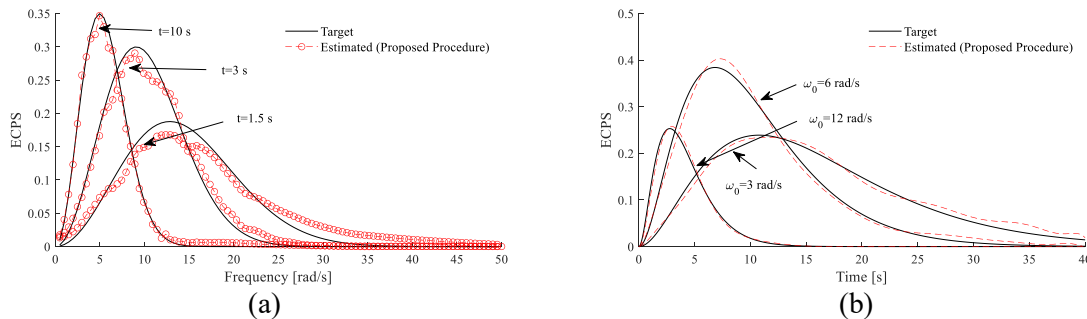 0.35
0.3
0.25
0.2
0.15
0.1
0.05
0
ECPS
t=10 s
t=3 s
t=1.5 s
Target
Estimated (Proposed Procedure)
0 5 10 15 20 25 30 35 40 45 50
Frequency [rad/s]
(a)
0.5
0.4
0.3
0.2
0.1
0
ECPS
Target
Estimated (Proposed Procedure)
ω₀=6 rad/s
ω₀=12 rad/s
ω₀=3 rad/s
0 5 10 15 20 25 30 35 40
Time [s]
(b)